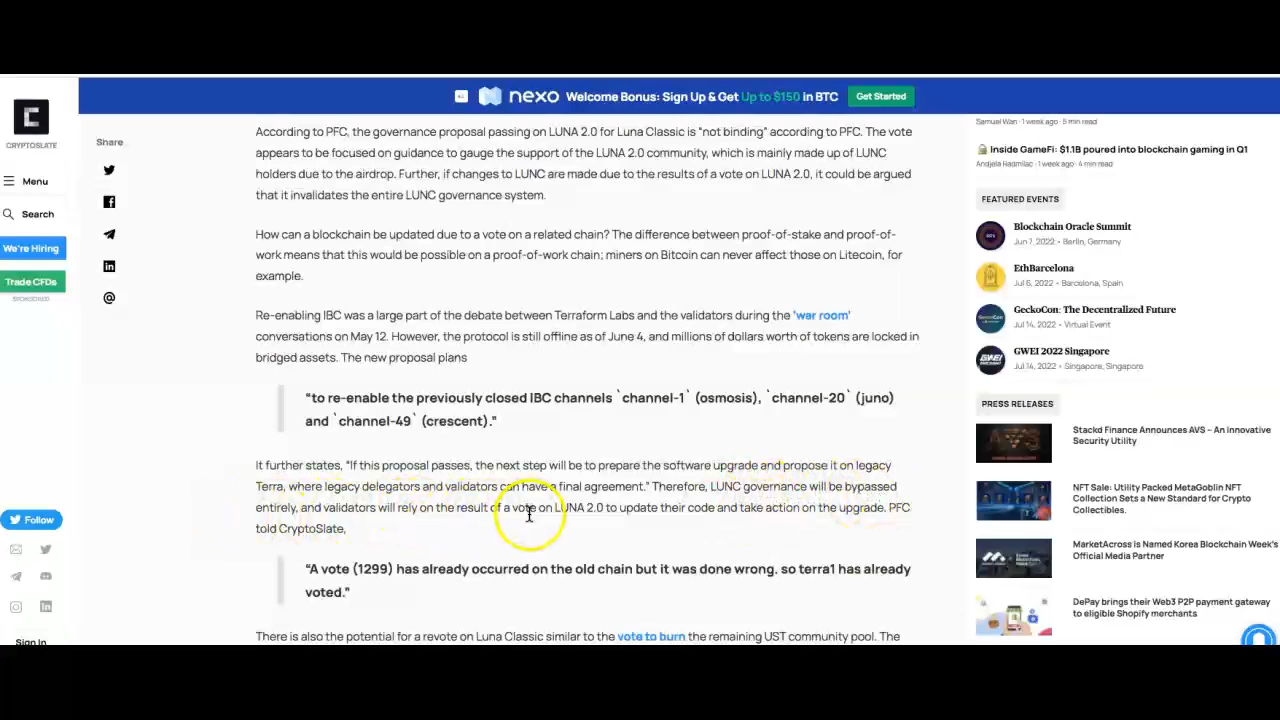 nexo Welcome Bonus: Sign Up & Get Up to $150 in BTC Get Started
CRYPTOSLATE
Menu
Search
We're Hiring
Trade CFDs
SPONSORED
Follow
Sign In
Share
According to PFC, the governance proposal passing on LUNA 2.0 for Luna Classic is “not binding” according to PFC. The vote
appears to be focused on guidance to gauge the support of the LUNA 2.0 community, which is mainly made up of LUNC
holders due to the airdrop. Further, if changes to LUNC are made due to the results of a vote on LUNA 2.0, it could be argued
that it invalidates the entire LUNC governance system.
How can a blockchain be updated due to a vote on a related chain? The difference between proof-of-stake and proof-of-
work means that this would be possible on a proof-of-work chain; miners on Bitcoin can never affect those on Litecoin, for
example.
Re-enabling IBC was a large part of the debate between Terraform Labs and the validators during the ‘war room’
conversations on May 12. However, the protocol is still offline as of June 4, and millions of dollars worth of tokens are locked in
bridged assets. The new proposal plans
“to re-enable the previously closed IBC channels `channel-1` (osmosis), `channel-20` (juno)
and `channel-49` (crescent).”
It further states, “If this proposal passes, the next step will be to prepare the software upgrade and propose it on legacy
Terra, where legacy delegators and validators can have a final agreement.” Therefore, LUNC governance will be bypassed
entirely, and validators will rely on the result of a vote on LUNA 2.0 to update their code and take action on the upgrade. PFC
told CryptoSlate,
“A vote (1299) has already occurred on the old chain but it was done wrong. so terra1 has already
voted.”
There is also the potential for a revote on Luna Classic similar to the vote to burn the remaining UST community pool. The
Samuel Wan · 1 week ago · 5 min read
Inside GameFi: $1.1B poured into blockchain gaming in Q1
Andjela Radmilac · 1 week ago · 4 min read
FEATURED EVENTS
Blockchain Oracle Summit
Jun 7, 2022 • Berlin, Germany
EthBarcelona
Jul 6, 2022 • Barcelona, Spain
GeckoCon: The Decentralized Future
Jul 14, 2022 • Virtual Event
GWEI 2022 Singapore
Jul 14, 2022 • Singapore, Singapore
PRESS RELEASES
Stackd Finance Announces AVS – An Innovative
Security Utility
NFT Sale: Utility Packed MetaGoblin NFT
Collection Sets a New Standard for Crypto
Collectibles.
MarketAcross is Named Korea Blockchain Week's
Official Media Partner
DePay brings their Web3 P2P payment gateway
to eligible Shopify merchants